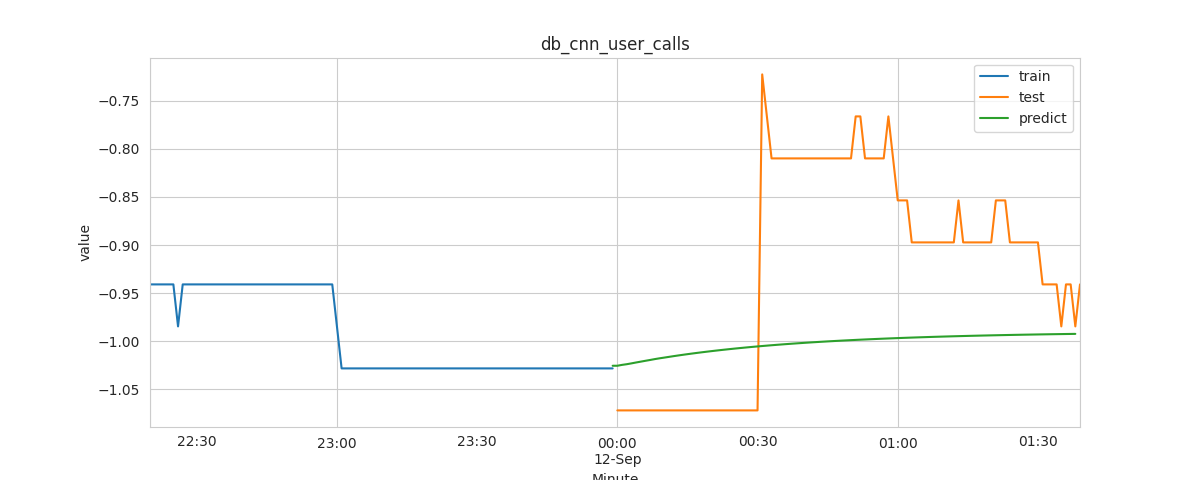 db_cnn_user_calls
train
test
predict
value
−0.75
−0.80
−0.85
−0.90
−0.95
−1.00
−1.05
22:30
23:00
23:30
00:00
12-Sep
00:30
01:00
01:30
Minute